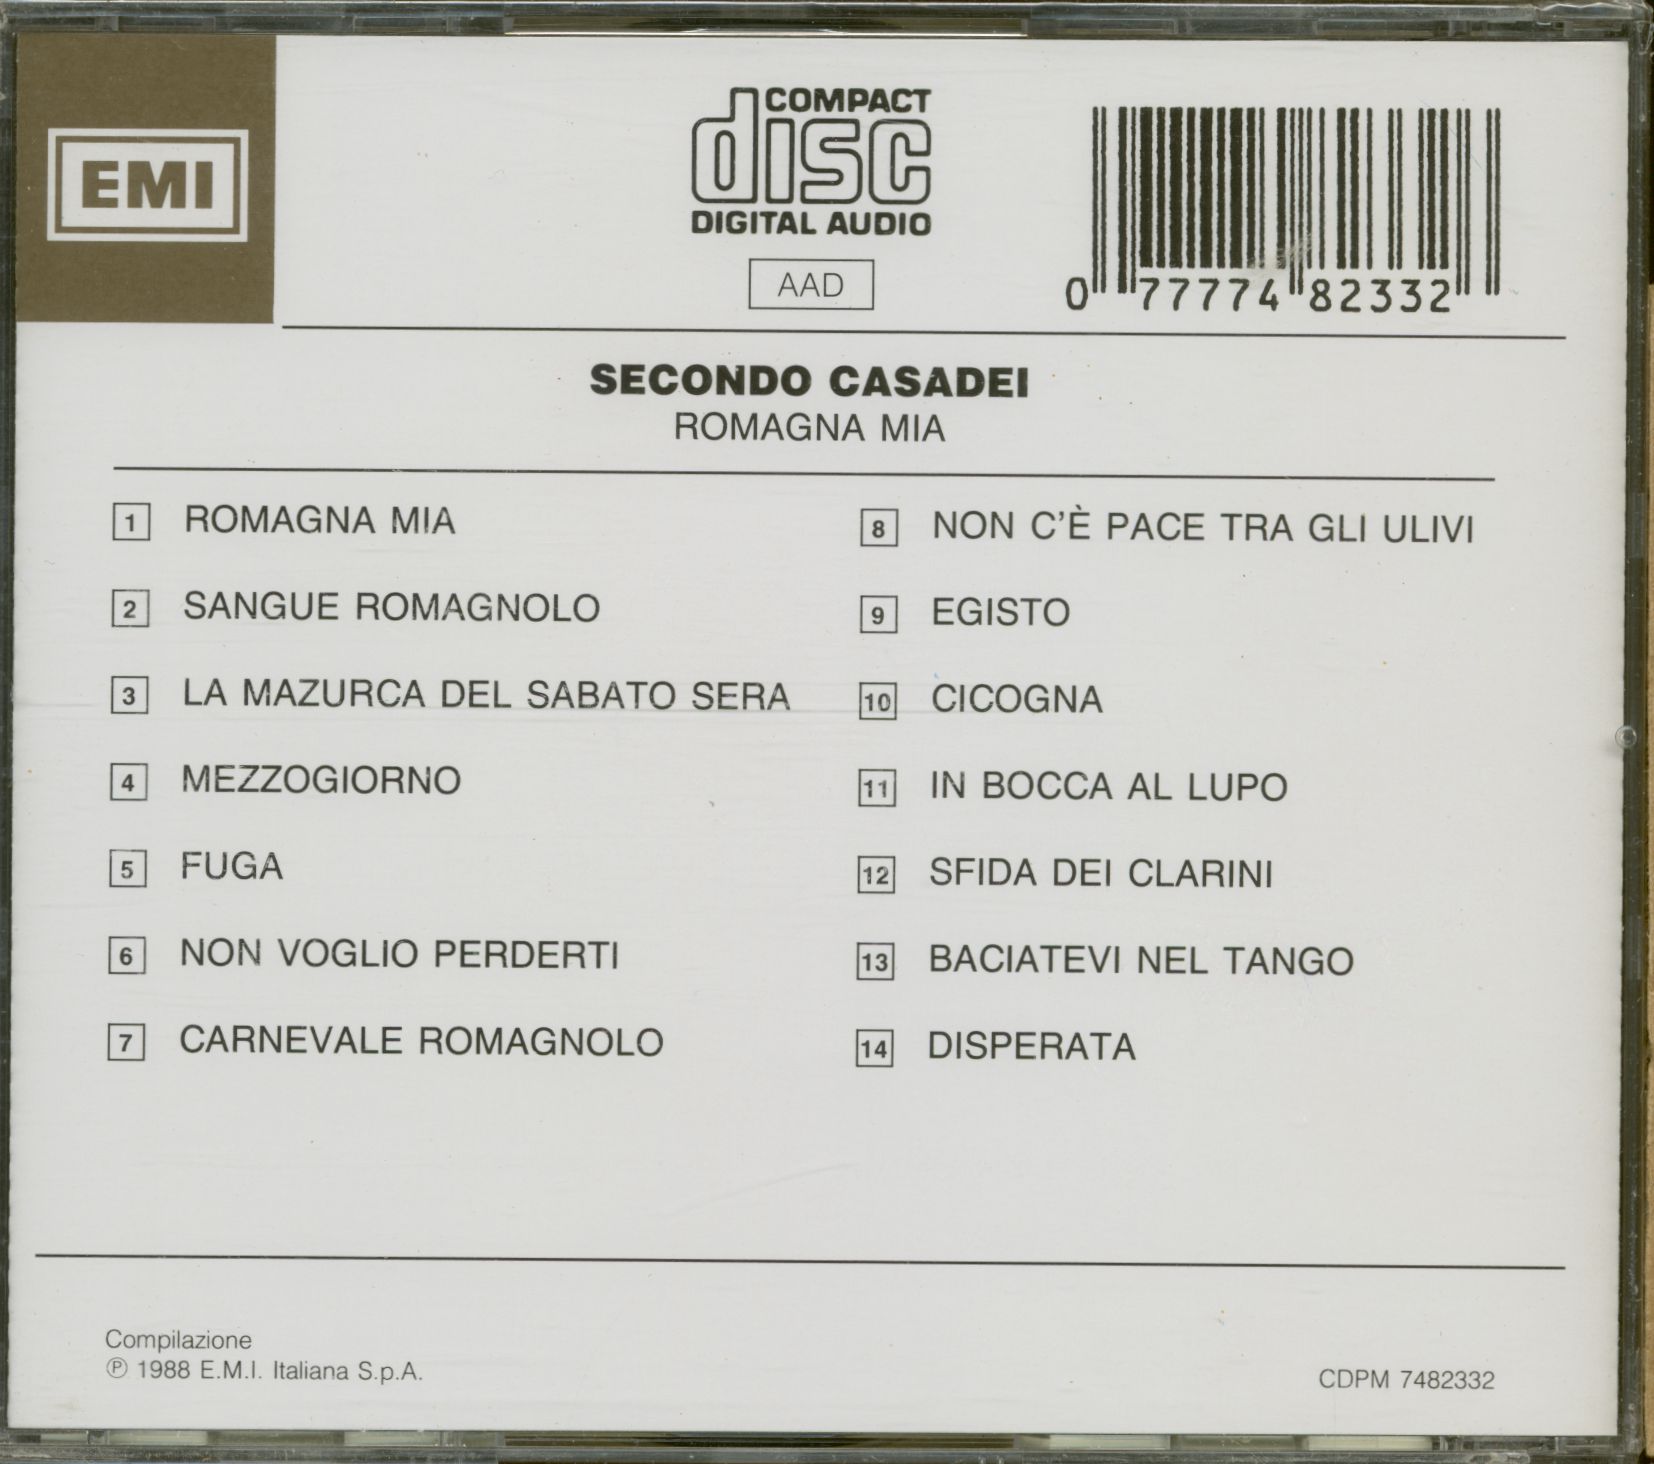 EMI
COMPACT
disc
DIGITAL AUDIO
AAD
0 77774 82332
SECONDO CASADEI
ROMAGNA MIA
1 ROMAGNA MIA
2 SANGUE ROMAGNOLO
3 LA MAZURCA DEL SABATO SERA
4 MEZZOGIORNO
5 FUGA
6 NON VOGLIO PERDERTI
7 CARNEVALE ROMAGNOLO
8 NON C'È PACE TRA GLI ULIVI
9 EGISTO
10 CICOGNA
11 IN BOCCA AL LUPO
12 SFIDA DEI CLARINI
13 BACIATEVI NEL TANGO
14 DISPERATA
Compilazione
℗ 1988 E.M.I. Italiana S.p.A.
CDPM 7482332